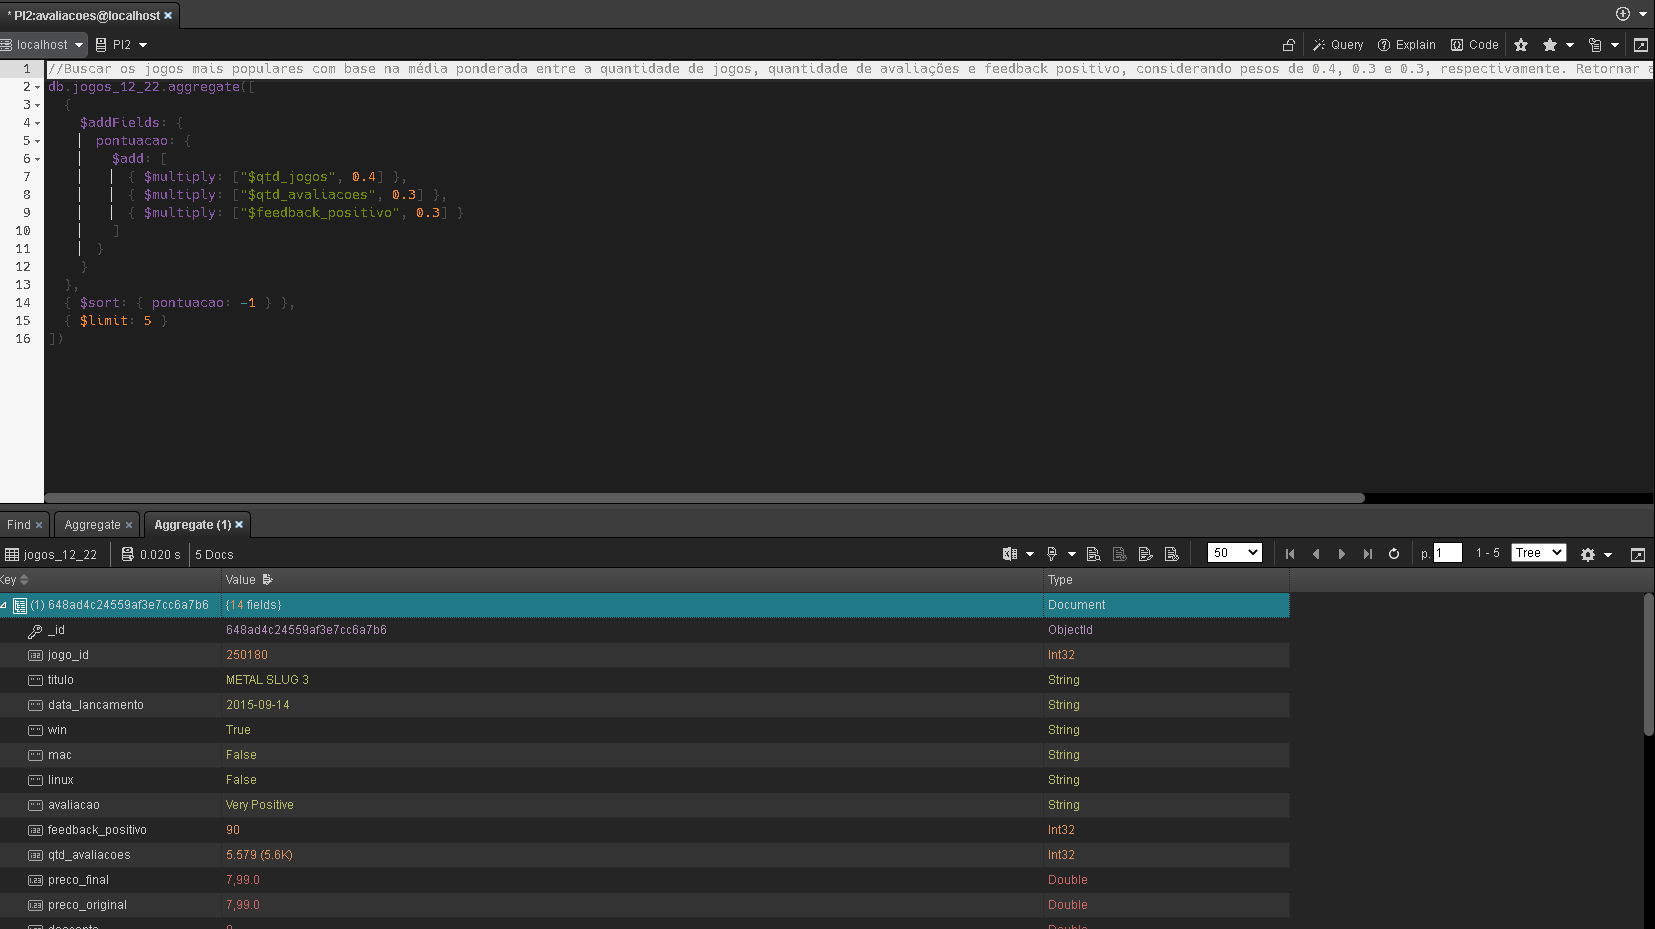 * PI2:avaliacoes@localhost ×
localhost PI2 Query Explain Code
1 //Buscar os jogos mais populares com base na média ponderada entre a quantidade de jogos, quantidade de avaliações e feedback positivo, considerando pesos de 0.4, 0.3 e 0.3, respectivamente. Retornar a
2 db.jogos_12_22.aggregate([
3 {
4 $addFields: {
5 pontuacao: {
6 $add: [
7 { $multiply: ["$qtd_jogos", 0.4] },
8 { $multiply: ["$qtd_avaliacoes", 0.3] },
9 { $multiply: ["$feedback_positivo", 0.3] }
10 ]
11 }
12 }
13 },
14 { $sort: { pontuacao: -1 } },
15 { $limit: 5 }
16 ])
Find × Aggregate × Aggregate (1) ×
jogos_12_22 0.020 s 5 Docs 50 p. 1 1 - 5 Tree
Key Value Type
(1) 648ad4c24559af3e7cc6a7b6 {14 fields} Document
_id 648ad4c24559af3e7cc6a7b6 ObjectId
jogo_id 250180 Int32
titulo METAL SLUG 3 String
data_lancamento 2015-09-14 String
win True String
mac False String
linux False String
avaliacao Very Positive String
feedback_positivo 90 Int32
qtd_avaliacoes 5.579 (5.6K) Int32
preco_final 7,99.0 Double
preco_original 7,99.0 Double